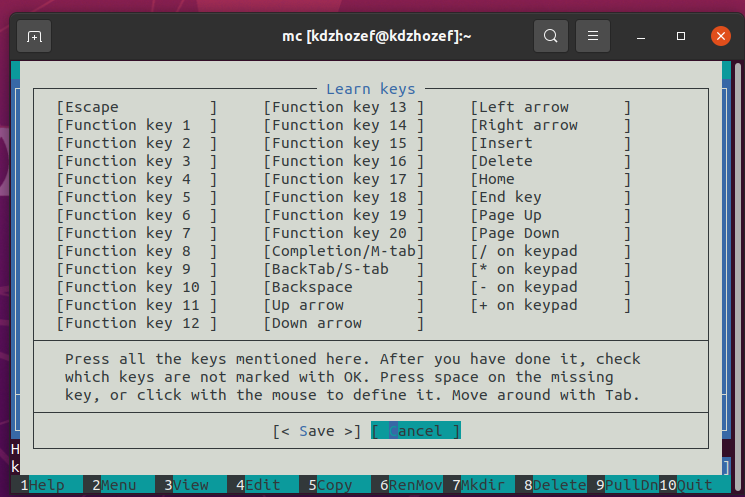 mc [kdzhozef@kdzhozef]:~
Learn keys
[Escape ] [Function key 13 ] [Left arrow ]
[Function key 1 ] [Function key 14 ] [Right arrow ]
[Function key 2 ] [Function key 15 ] [Insert ]
[Function key 3 ] [Function key 16 ] [Delete ]
[Function key 4 ] [Function key 17 ] [Home ]
[Function key 5 ] [Function key 18 ] [End key ]
[Function key 6 ] [Function key 19 ] [Page Up ]
[Function key 7 ] [Function key 20 ] [Page Down ]
[Function key 8 ] [Completion/M-tab] [/ on keypad ]
[Function key 9 ] [BackTab/S-tab ] [* on keypad ]
[Function key 10 ] [Backspace ] [- on keypad ]
[Function key 11 ] [Up arrow ] [+ on keypad ]
[Function key 12 ] [Down arrow ]
Press all the keys mentioned here. After you have done it, check
which keys are not marked with OK. Press space on the missing
key, or click with the mouse to define it. Move around with Tab.
[< Save >] [ Cancel ]
H
k ]
1Help 2Menu 3View 4Edit 5Copy 6RenMov 7Mkdir 8Delete 9PullDn 10Quit